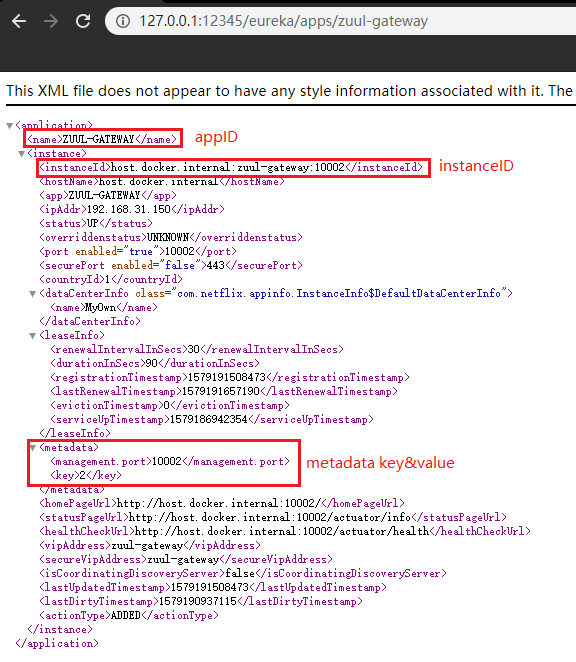 127.0.0.1:12345/eureka/apps/zuul-gateway
This XML file does not appear to have any style information associated with it. The
<application>
<name>ZUUL-GATEWAY</name> appID
<instance>
<instanceId>host.docker.internal:zuul-gateway:10002</instanceId> instanceID
<hostName>host.docker.internal</hostName>
<app>ZUUL-GATEWAY</app>
<ipAddr>192.168.31.150</ipAddr>
<status>UP</status>
<overriddenstatus>UNKNOWN</overriddenstatus>
<port enabled="true">10002</port>
<securePort enabled="false">443</securePort>
<countryId>1</countryId>
<dataCenterInfo class="com.netflix.appinfo.InstanceInfo$DefaultDataCenterInfo">
<name>MyOwn</name>
</dataCenterInfo>
<leaseInfo>
<renewalIntervalInSecs>30</renewalIntervalInSecs>
<durationInSecs>90</durationInSecs>
<registrationTimestamp>1579191508473</registrationTimestamp>
<lastRenewalTimestamp>1579191657190</lastRenewalTimestamp>
<evictionTimestamp>0</evictionTimestamp>
<serviceUpTimestamp>1579186942354</serviceUpTimestamp>
</leaseInfo>
<metadata>
<management.port>10002</management.port> metadata key&value
<key>2</key>
</metadata>
<homePageUrl>http://host.docker.internal:10002/</homePageUrl>
<statusPageUrl>http://host.docker.internal:10002/actuator/info</statusPageUrl>
<healthCheckUrl>http://host.docker.internal:10002/actuator/health</healthCheckUrl>
<vipAddress>zuul-gateway</vipAddress>
<secureVipAddress>zuul-gateway</secureVipAddress>
<isCoordinatingDiscoveryServer>false</isCoordinatingDiscoveryServer>
<lastUpdatedTimestamp>1579191508473</lastUpdatedTimestamp>
<lastDirtyTimestamp>1579190937115</lastDirtyTimestamp>
<actionType>ADDED</actionType>
</instance>
</application>